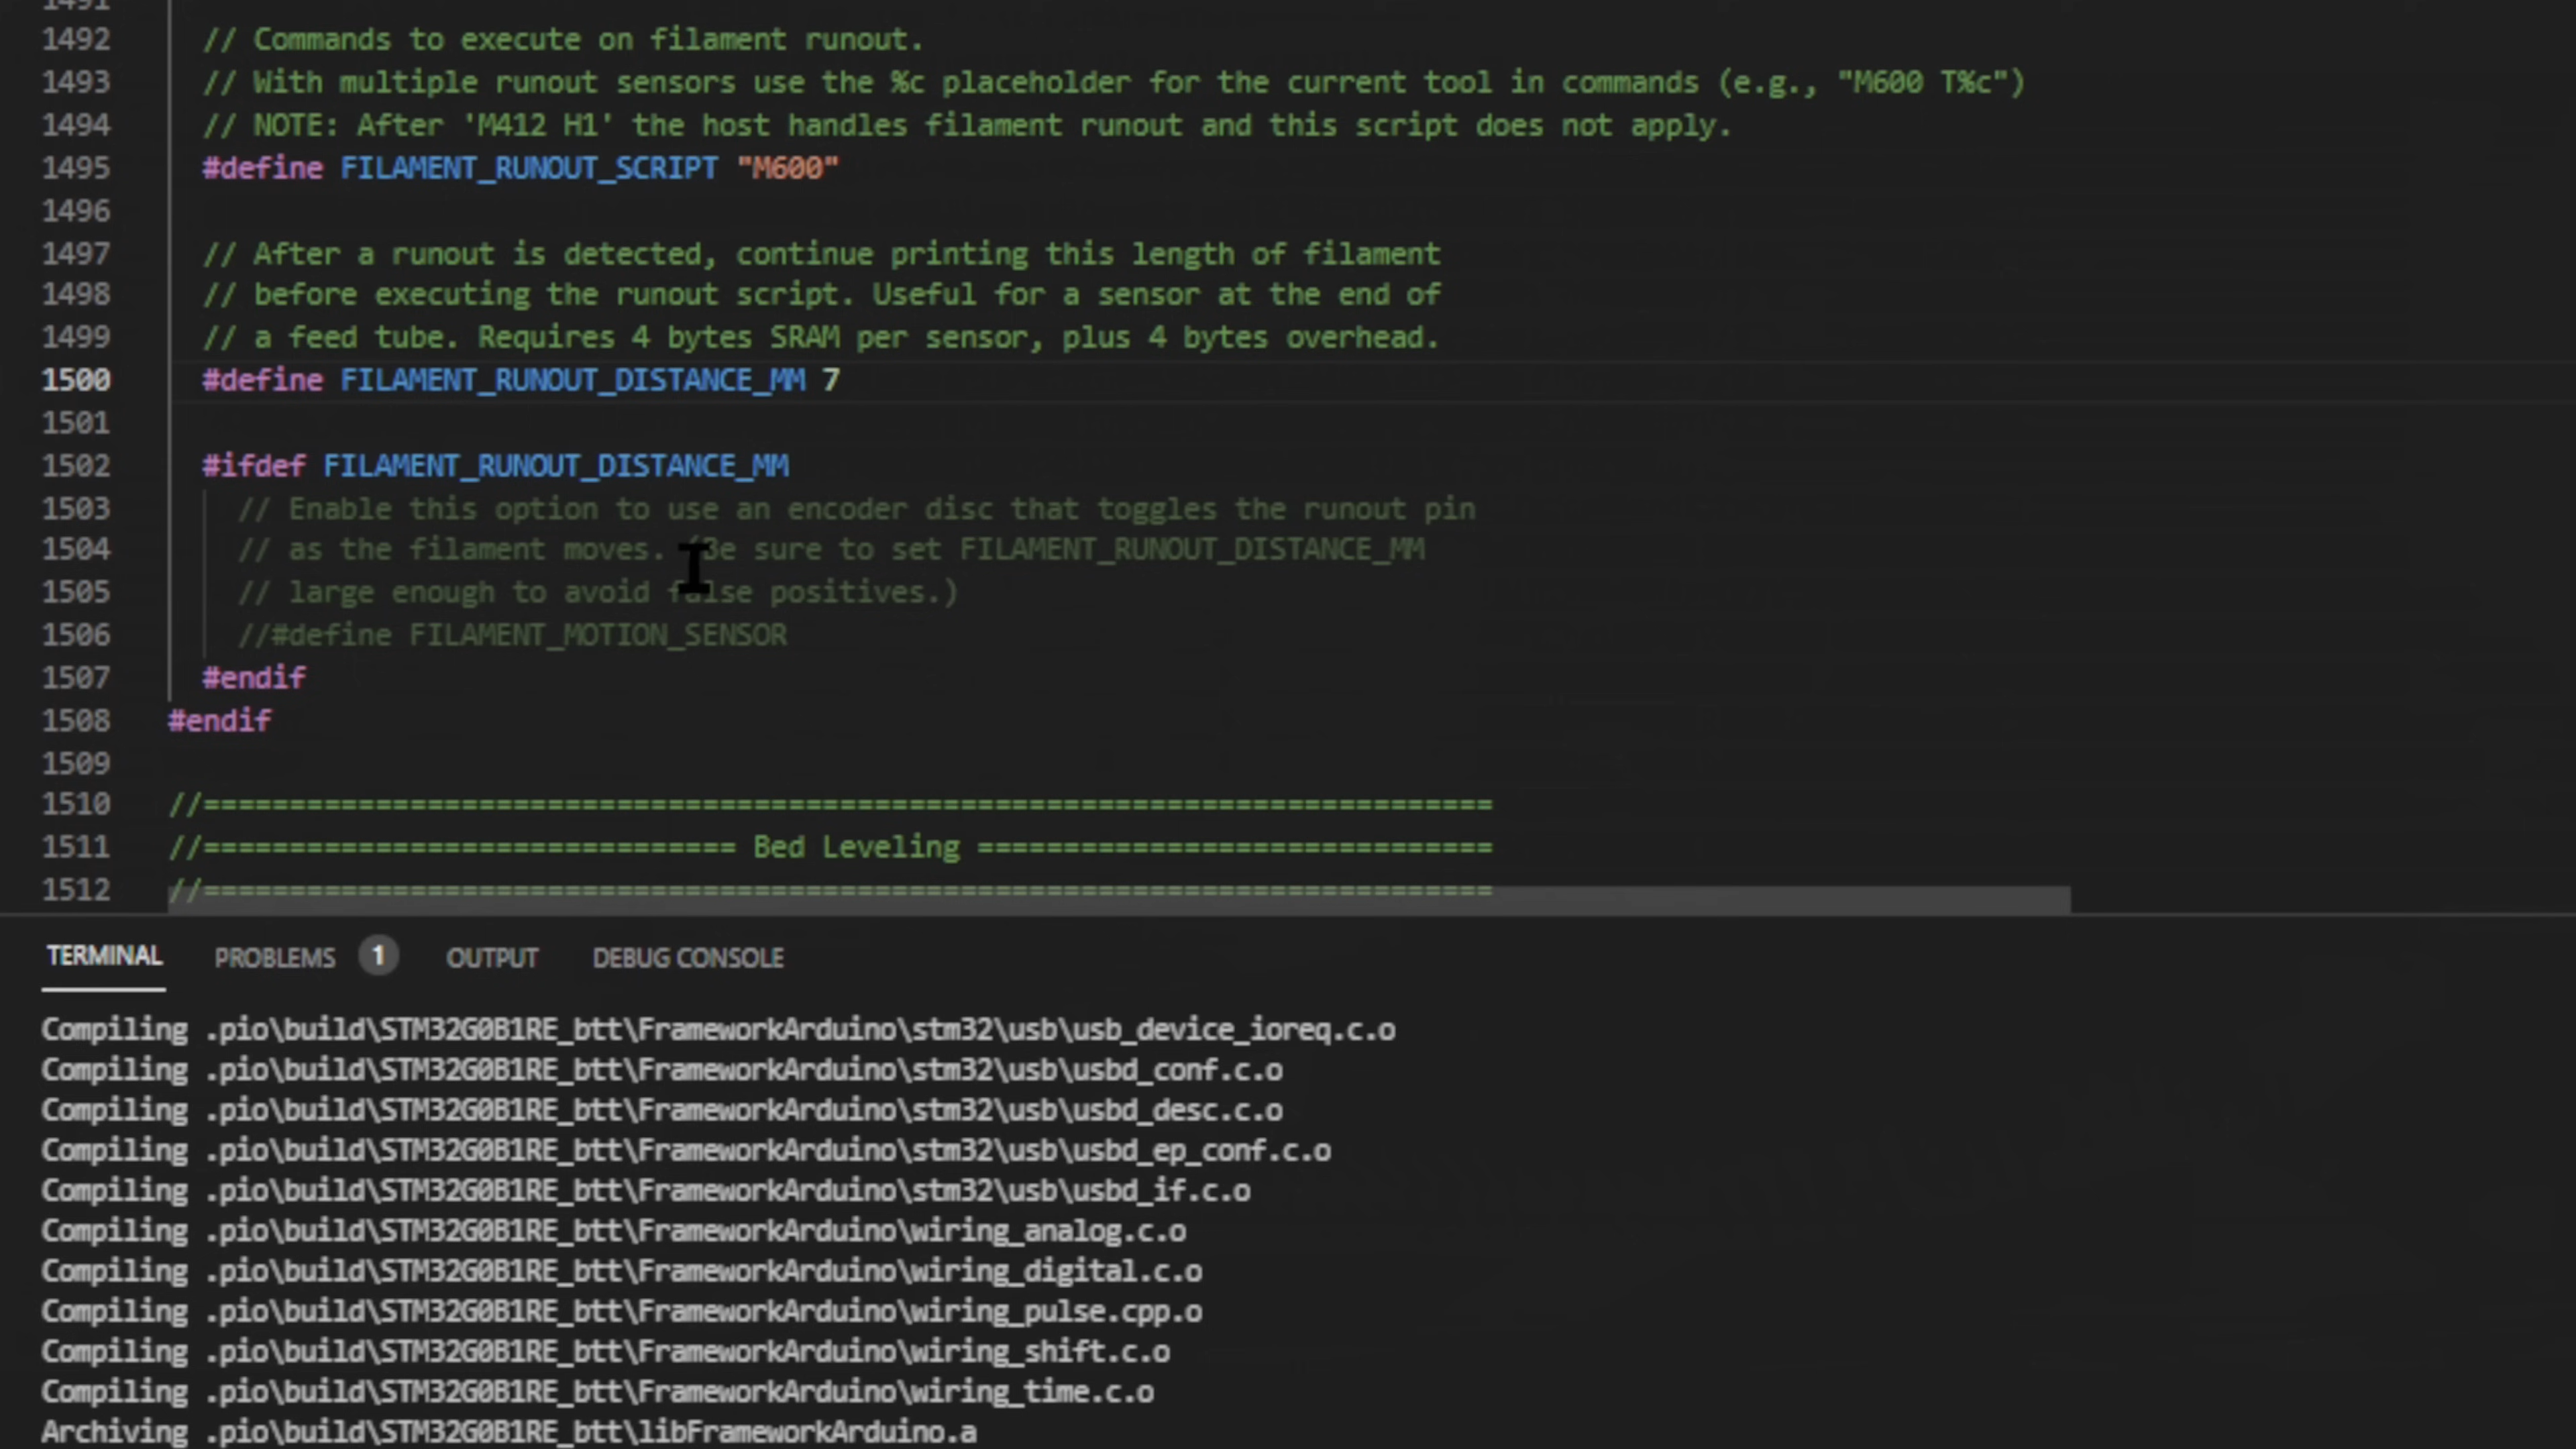 1491
1492 // Commands to execute on filament runout.
1493 // With multiple runout sensors use the %c placeholder for the current tool in commands (e.g., "M600 T%c")
1494 // NOTE: After 'M412 H1' the host handles filament runout and this script does not apply.
1495 #define FILAMENT_RUNOUT_SCRIPT "M600"
1496
1497 // After a runout is detected, continue printing this length of filament
1498 // before executing the runout script. Useful for a sensor at the end of
1499 // a feed tube. Requires 4 bytes SRAM per sensor, plus 4 bytes overhead.
1500 #define FILAMENT_RUNOUT_DISTANCE_MM 7
1501
1502 #ifdef FILAMENT_RUNOUT_DISTANCE_MM
1503 // Enable this option to use an encoder disc that toggles the runout pin
1504 // as the filament moves. (Be sure to set FILAMENT_RUNOUT_DISTANCE_MM
1505 // large enough to avoid false positives.)
1506 //#define FILAMENT_MOTION_SENSOR
1507 #endif
1508 #endif
1509
1510 //===========================================================================
1511 //=============================== Bed Leveling ==============================
1512 //===========================================================================
TERMINAL PROBLEMS 1 OUTPUT DEBUG CONSOLE
Compiling .pio\build\STM32G0B1RE_btt\FrameworkArduino\stm32\usb\usb_device_ioreq.c.o
Compiling .pio\build\STM32G0B1RE_btt\FrameworkArduino\stm32\usb\usbd_conf.c.o
Compiling .pio\build\STM32G0B1RE_btt\FrameworkArduino\stm32\usb\usbd_desc.c.o
Compiling .pio\build\STM32G0B1RE_btt\FrameworkArduino\stm32\usb\usbd_ep_conf.c.o
Compiling .pio\build\STM32G0B1RE_btt\FrameworkArduino\stm32\usb\usbd_if.c.o
Compiling .pio\build\STM32G0B1RE_btt\FrameworkArduino\wiring_analog.c.o
Compiling .pio\build\STM32G0B1RE_btt\FrameworkArduino\wiring_digital.c.o
Compiling .pio\build\STM32G0B1RE_btt\FrameworkArduino\wiring_pulse.cpp.o
Compiling .pio\build\STM32G0B1RE_btt\FrameworkArduino\wiring_shift.c.o
Compiling .pio\build\STM32G0B1RE_btt\FrameworkArduino\wiring_time.c.o
Archiving .pio\build\STM32G0B1RE_btt\libFrameworkArduino.a